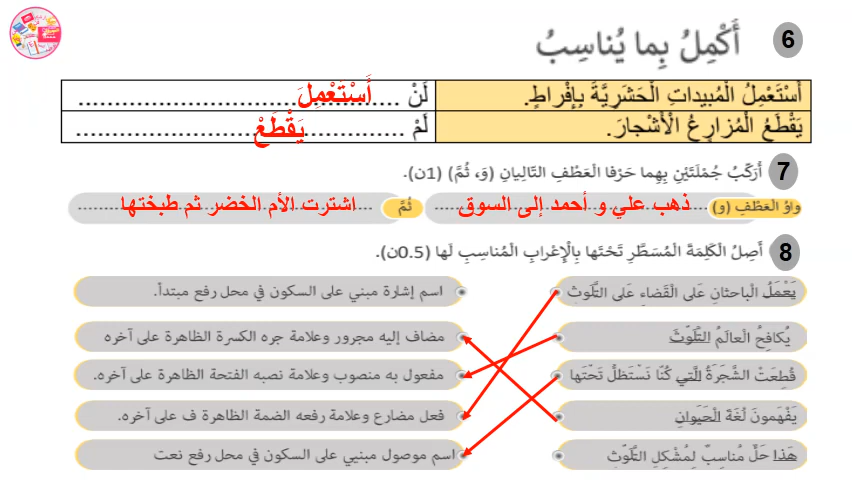 6 أَكْمِلُ بِما يُناسِبُ
أَسْتَعْمِلُ الْمُبيداتِ الْحَشَرِيَّةَ بِإِفْراطٍ. لَنْ ......أَسْتَعْمِلَ......
يَقْطَعُ الْمُزارِعُ الْأَشْجارَ. لَمْ ......يَقْطَعْ......
7 أُرَكِّبُ جُمْلَتَيْنِ بِهِما حَرْفا الْعَطْفِ التَّالِيانِ (وَ، ثُمَّ) (1ن).
واوُ الْعَطْفِ (و) ذهب علي و أحمد إلى السوق ثُمَّ اشترت الأم الخضر ثم طبختها
8 أَصِلُ الْكَلِمَةَ الْمُسَطَّرِ تَحْتَها بِالْإِعْرابِ الْمُناسِبِ لَها (0.5ن).
يَعْمَلُ الْباحثانِ عَلى الْقَضاءِ عَلى التَّلَوثِ اسم إشارة مبني على السكون في محل رفع مبتدأ.
يُكافِحُ الْعالَمُ التَّلَوُّثَ مضاف إليه مجرور وعلامة جره الكسرة الظاهرة على آخره
قُطِعَتْ الشَّجَرَةُ الَّتي كُنّا نَسْتَظلُّ تَحْتَها مفعول به منصوب وعلامة نصبه الفتحة الظاهرة على آخره.
يَفْهَمونَ لُغَةَ الْحَيَوانِ فعل مضارع وعلامة رفعه الضمة الظاهرة ف على آخره.
هَذا حَلٌّ مُناسِبٌ لِمُشْكِلِ التَّلَوُّثِ اسم موصول مبنيي على السكون في محل رفع نعت